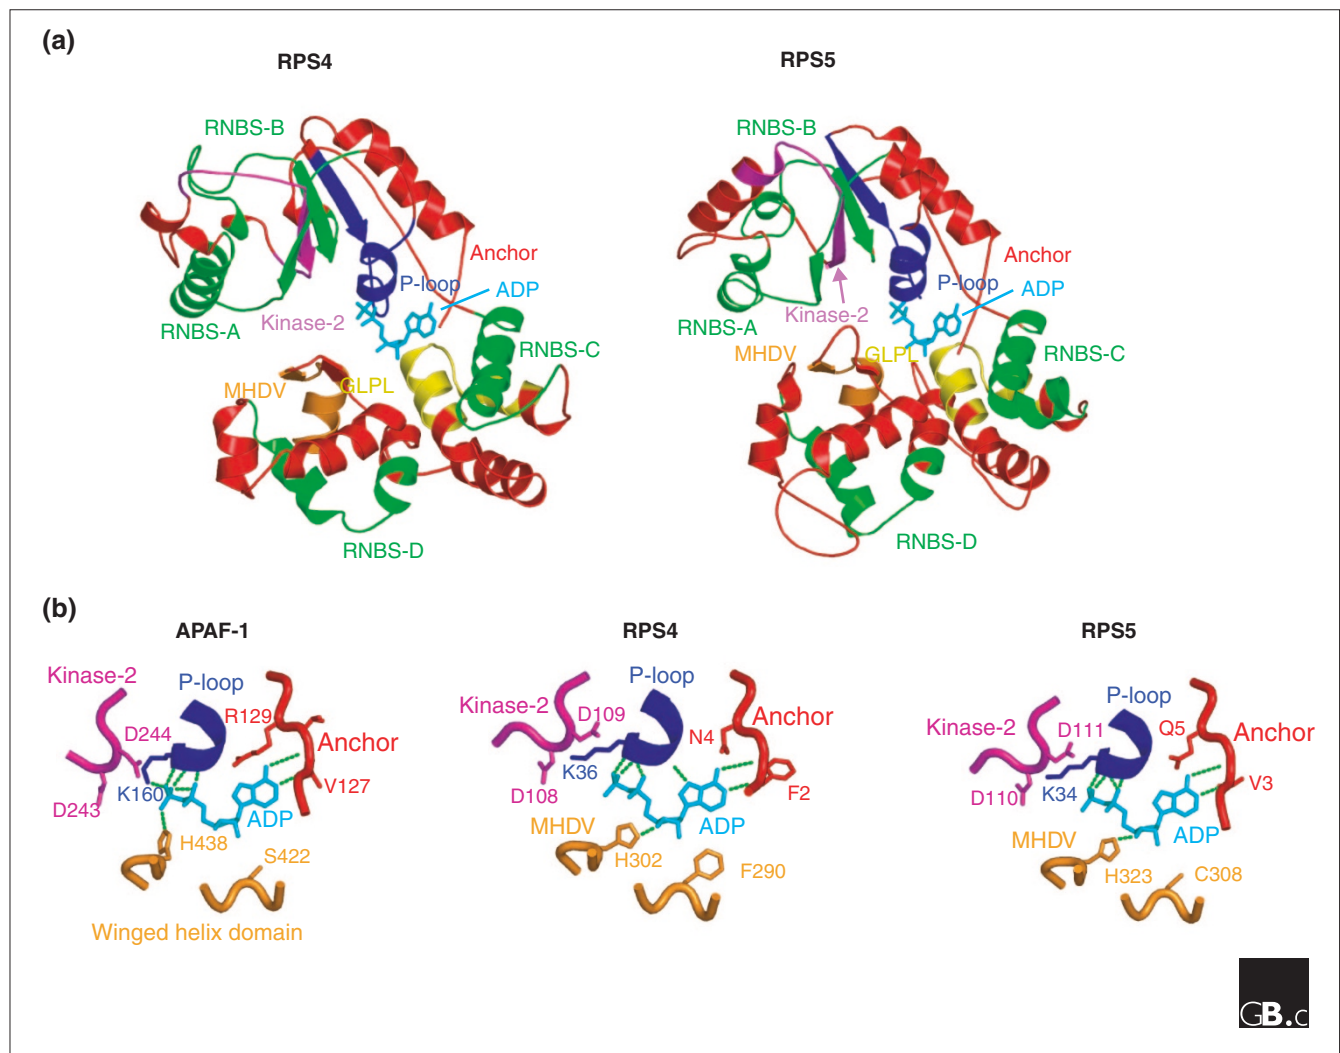 (a)
RPS4
RPS5
RNBS-B
Anchor
P-loop
ADP
RNBS-A
Kinase-2
RNBS-C
MHDV
GLPL
RNBS-D
RNBS-B
Anchor
P-loop
ADP
RNBS-A
Kinase-2
RNBS-C
MHDV
GLPL
RNBS-D
(b)
APAF-1
Kinase-2
P-loop
R129
D244
Anchor
K160
V127
D243
ADP
H438
S422
Winged helix domain
RPS4
P-loop
Kinase-2
D109
Anchor
N4
K36
F2
D108
MHDV
ADP
H302
F290
RPS5
P-loop
Kinase-2
D111
Q5
Anchor
V3
K34
D110
MHDV
ADP
H323
C308
GB.c